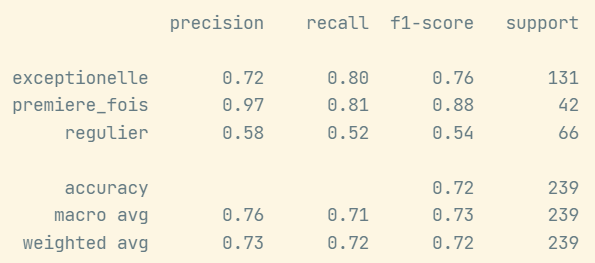 precision recall f1-score support
exceptionelle 0.72 0.80 0.76 131
premiere_fois 0.97 0.81 0.88 42
regulier 0.58 0.52 0.54 66
accuracy 0.72 239
macro avg 0.76 0.71 0.73 239
weighted avg 0.73 0.72 0.72 239